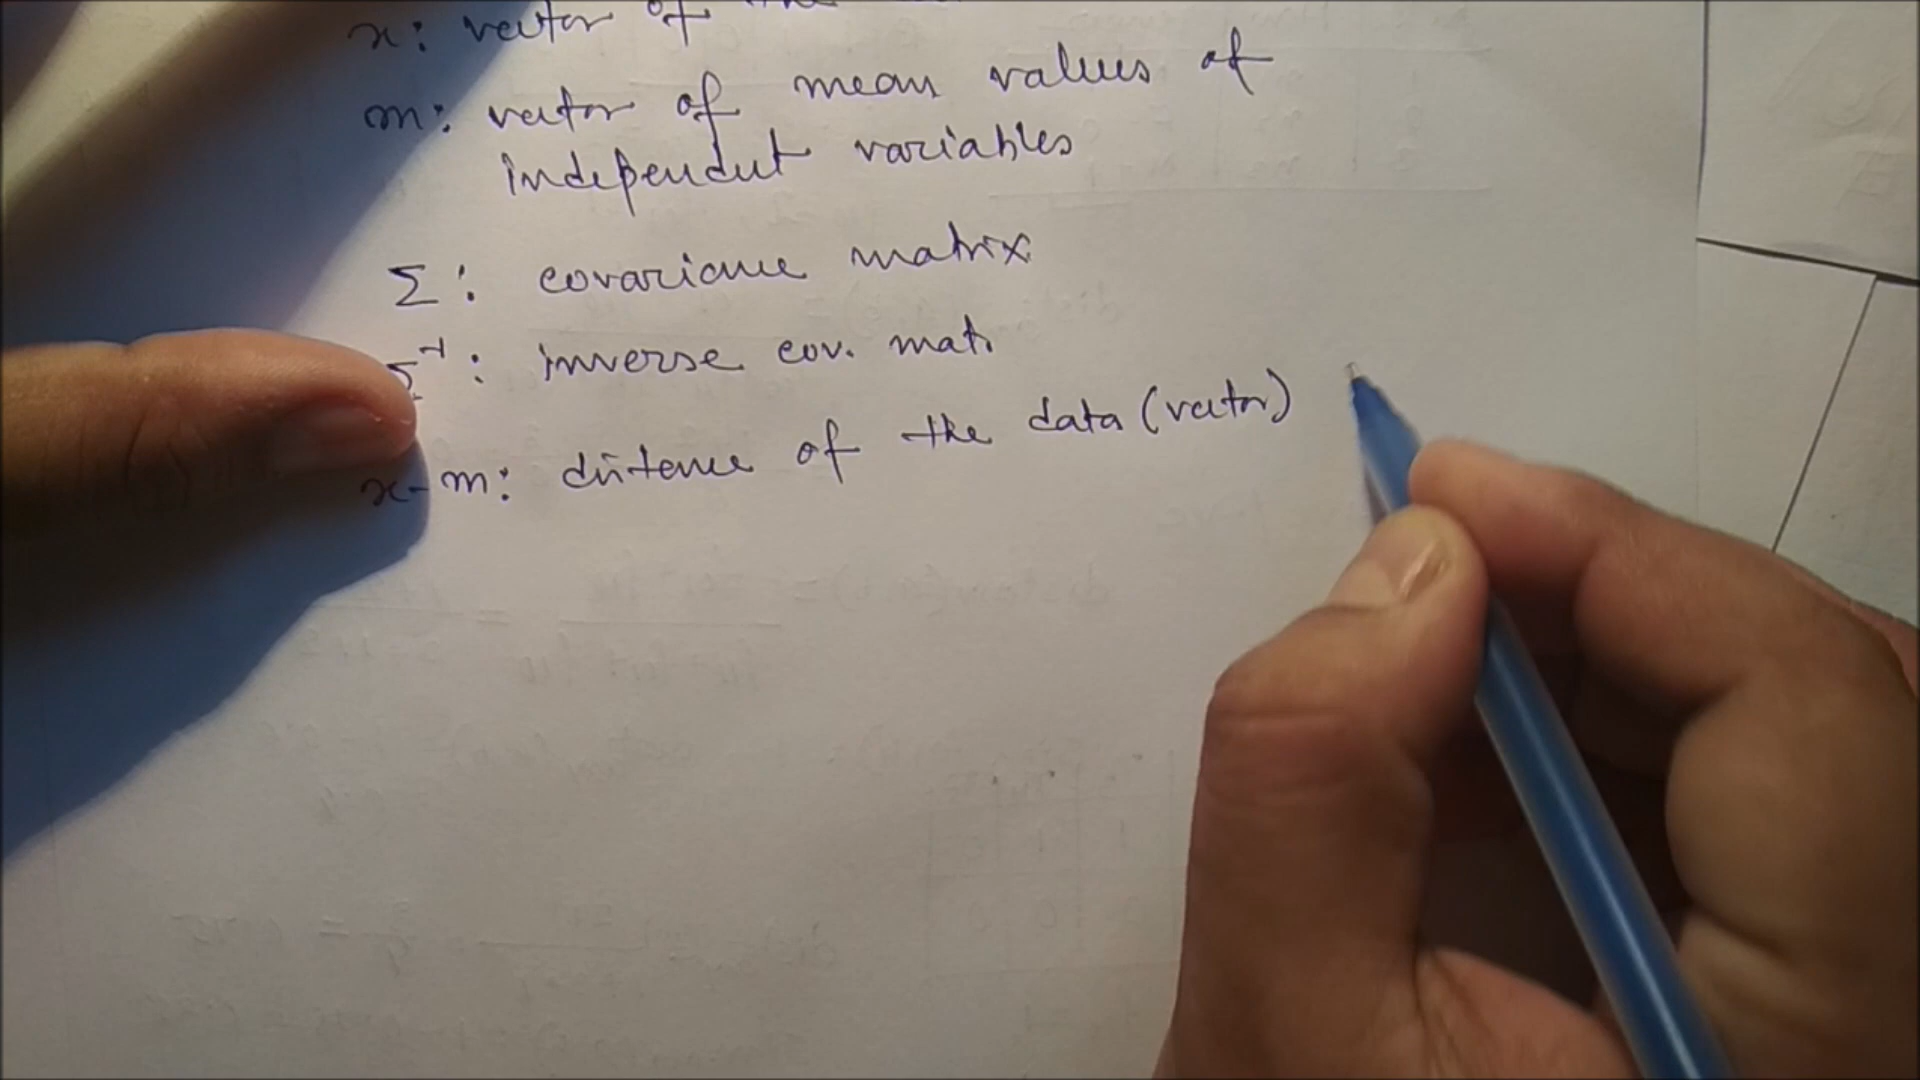 x: vector of the
m: vector of mean values of
independent variables
Σ: covariance matrix
Σ⁻¹: inverse cov. mat.
x-m: distance of the data (vector)